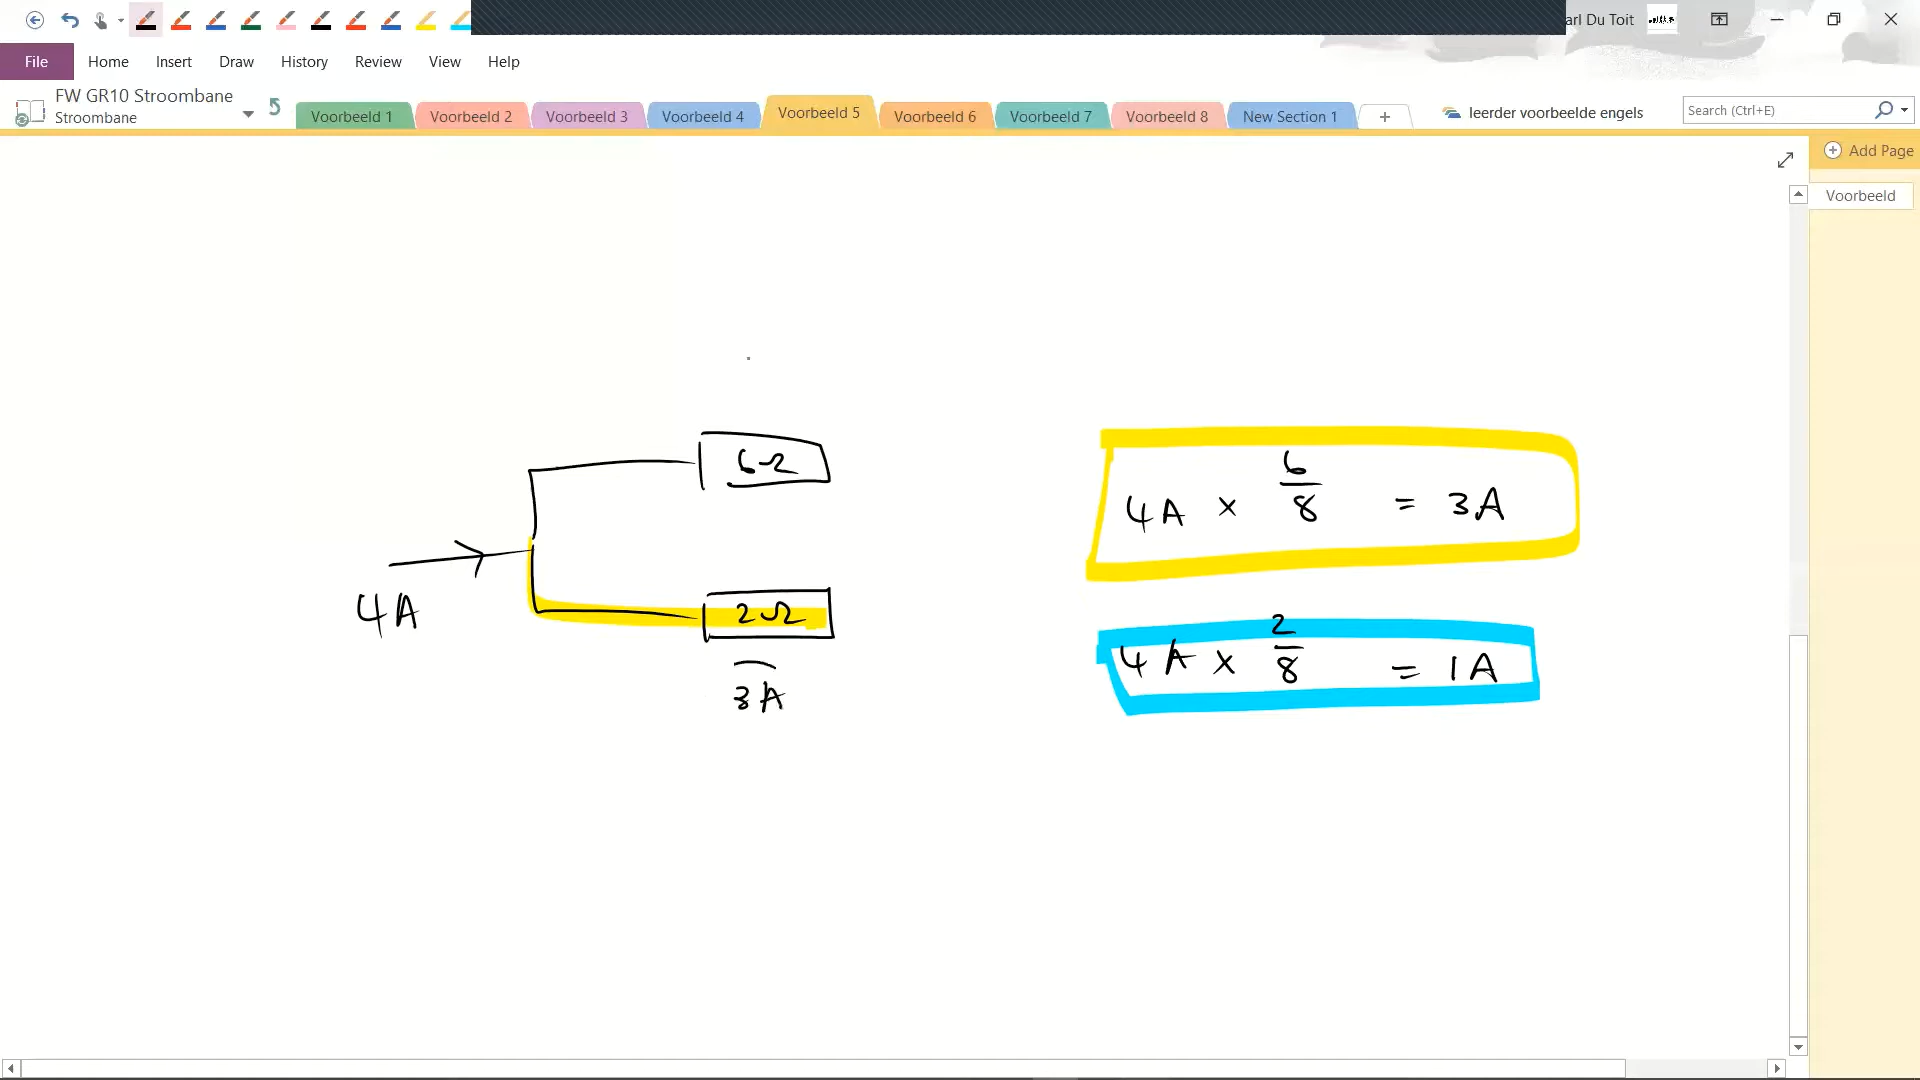 arl Du Toit
File Home Insert Draw History Review View Help
FW GR10 Stroombane
Stroombane
Voorbeeld 1 Voorbeeld 2 Voorbeeld 3 Voorbeeld 4 Voorbeeld 5 Voorbeeld 6 Voorbeeld 7 Voorbeeld 8 New Section 1 +
leerder voorbeelde engels
Search (Ctrl+E)
Add Page
Voorbeeld
6Ω
4A
2Ω
3A
4A × 6/8 = 3A
4A × 2/8 = 1A